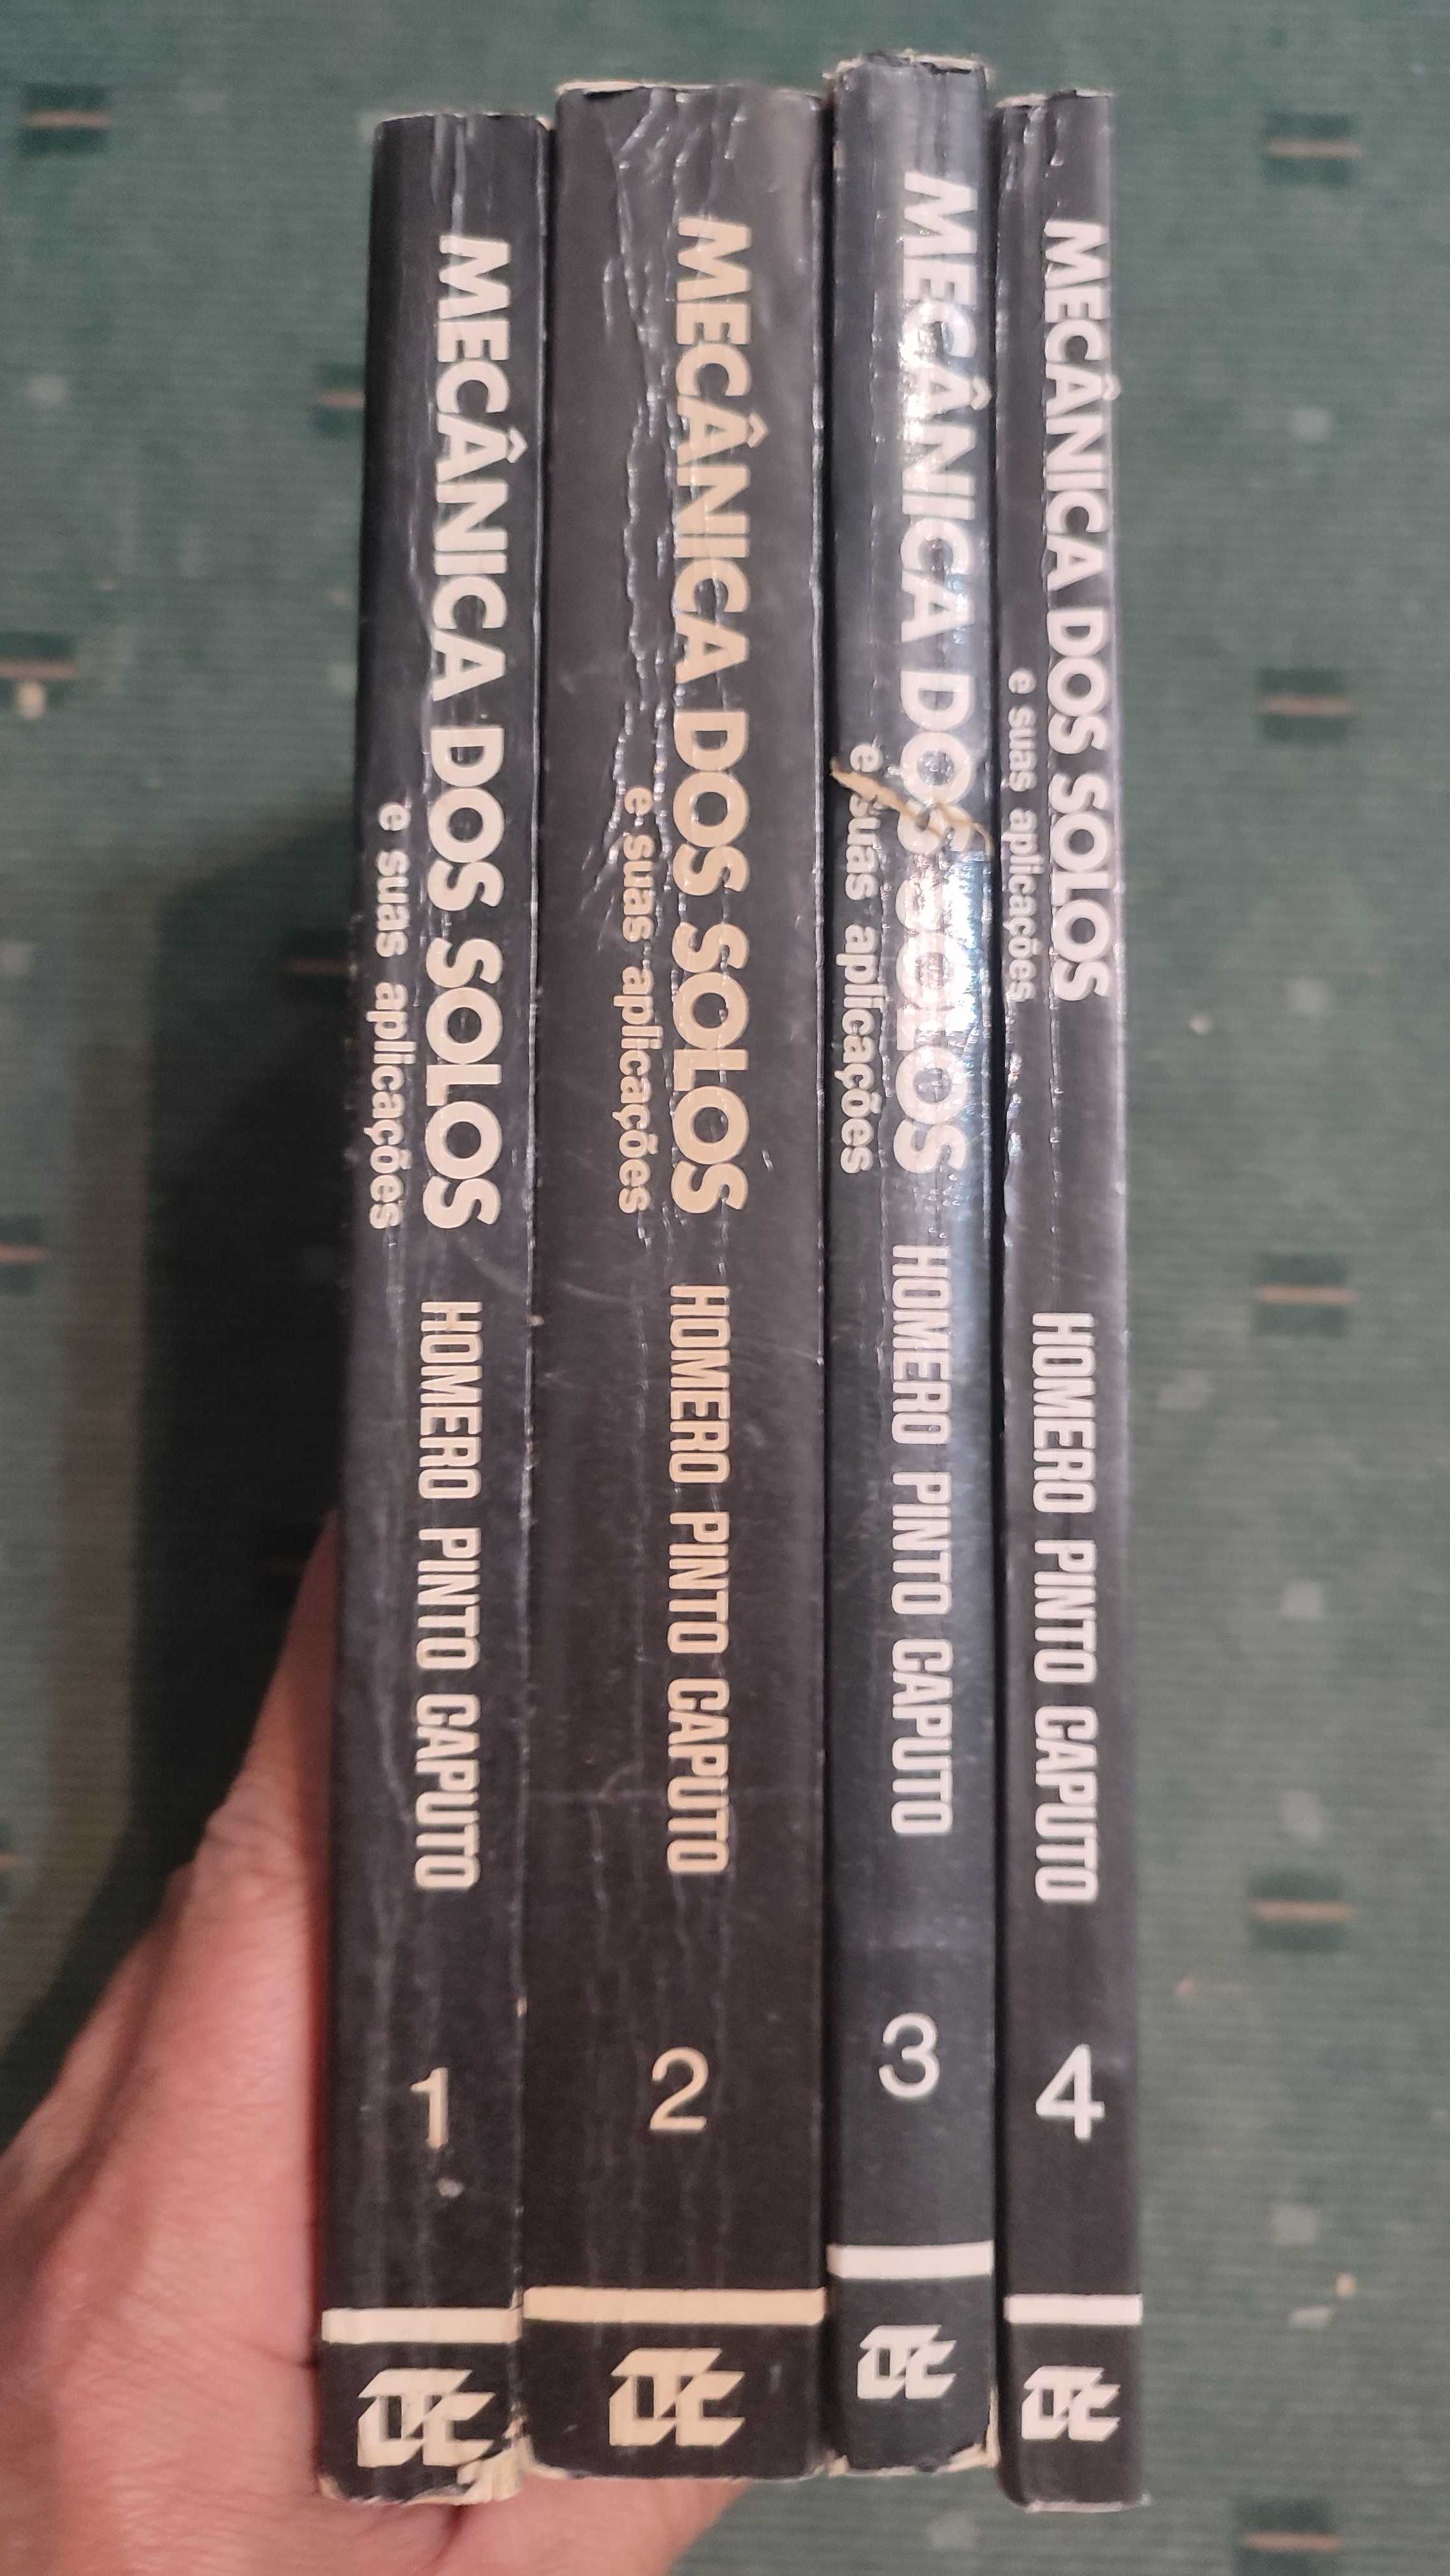 MECÂNICA DOS SOLOS
e suas aplicações
HOMERO PINTO CAPUTO
1
MECÂNICA DOS SOLOS
e suas aplicações
HOMERO PINTO CAPUTO
2
MECÂNICA DOS SOLOS
e suas aplicações
HOMERO PINTO CAPUTO
3
MECÂNICA DOS SOLOS
e suas aplicações
HOMERO PINTO CAPUTO
4